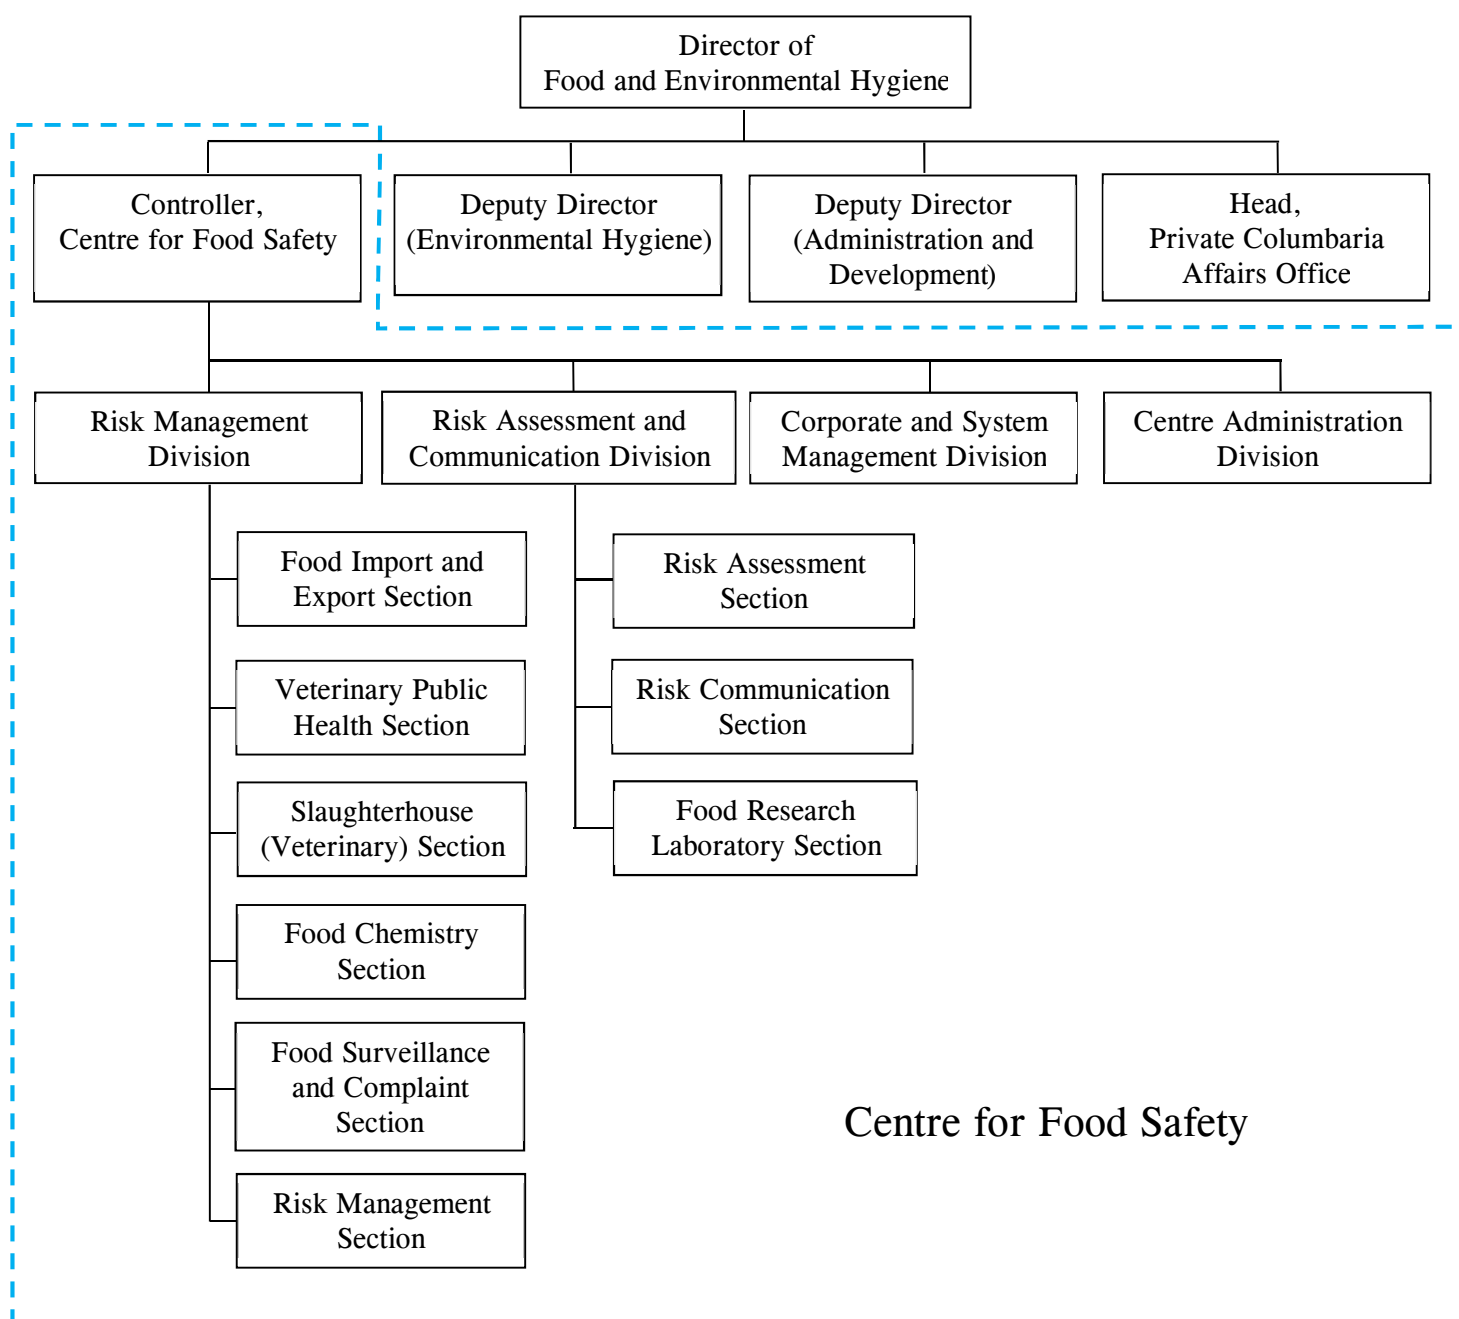 Director of
Food and Environmental Hygiene
Controller,
Centre for Food Safety
Deputy Director
(Environmental Hygiene)
Deputy Director
(Administration and
Development)
Head,
Private Columbaria
Affairs Office
Risk Management
Division
Risk Assessment and
Communication Division
Corporate and System
Management Division
Centre Administration
Division
Food Import and
Export Section
Veterinary Public
Health Section
Slaughterhouse
(Veterinary) Section
Food Chemistry
Section
Food Surveillance
and Complaint
Section
Risk Management
Section
Risk Assessment
Section
Risk Communication
Section
Food Research
Laboratory Section
Centre for Food Safety